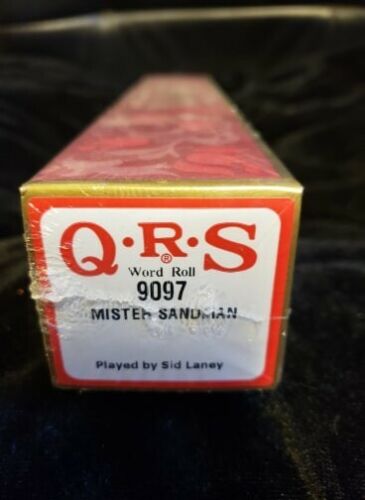 Q·R·S
®
Word Roll
9097
MISTER SANDMAN
Played by Sid Laney